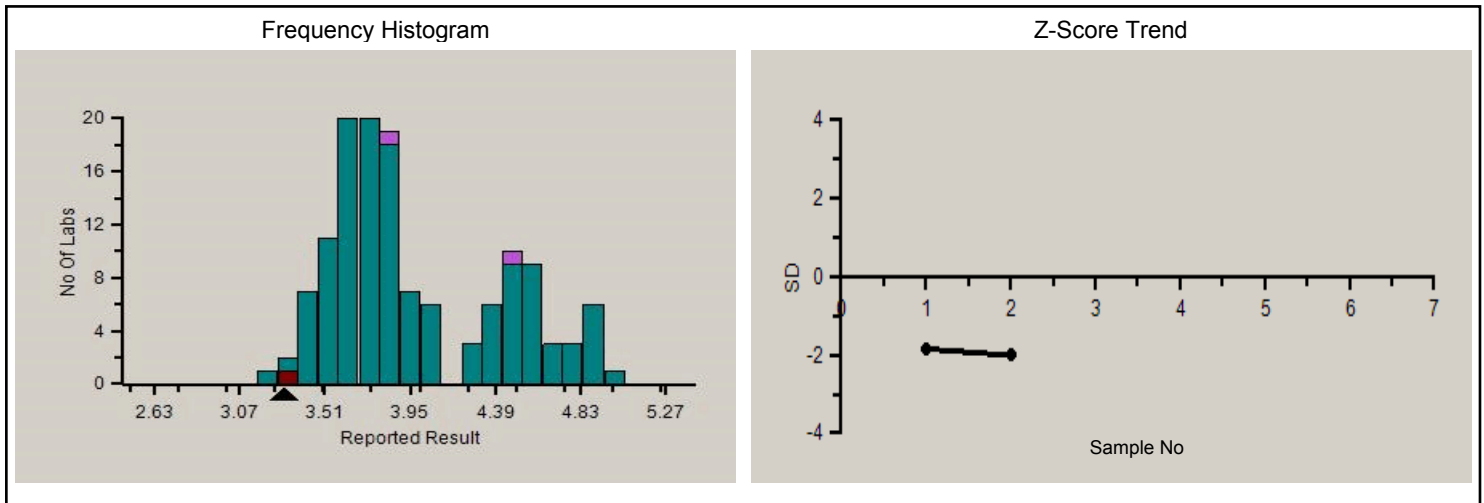 Frequency Histogram
20
16
12
8
4
0
No Of Labs
2.63 3.07 3.51 3.95 4.39 4.83 5.27
Reported Result
Z-Score Trend
4
2
0
-2
-4
SD
0 1 2 3 4 5 6 7
Sample No